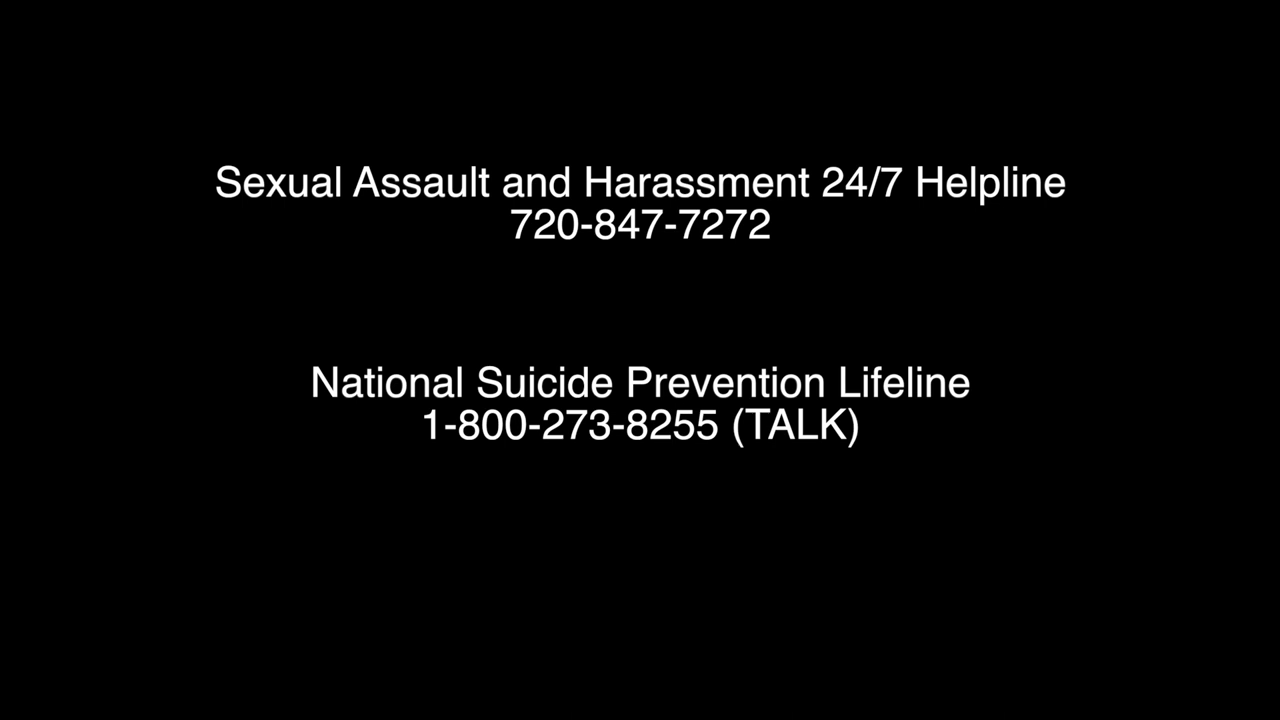 Sexual Assault and Harassment 24/7 Helpline
720-847-7272
National Suicide Prevention Lifeline
1-800-273-8255 (TALK)